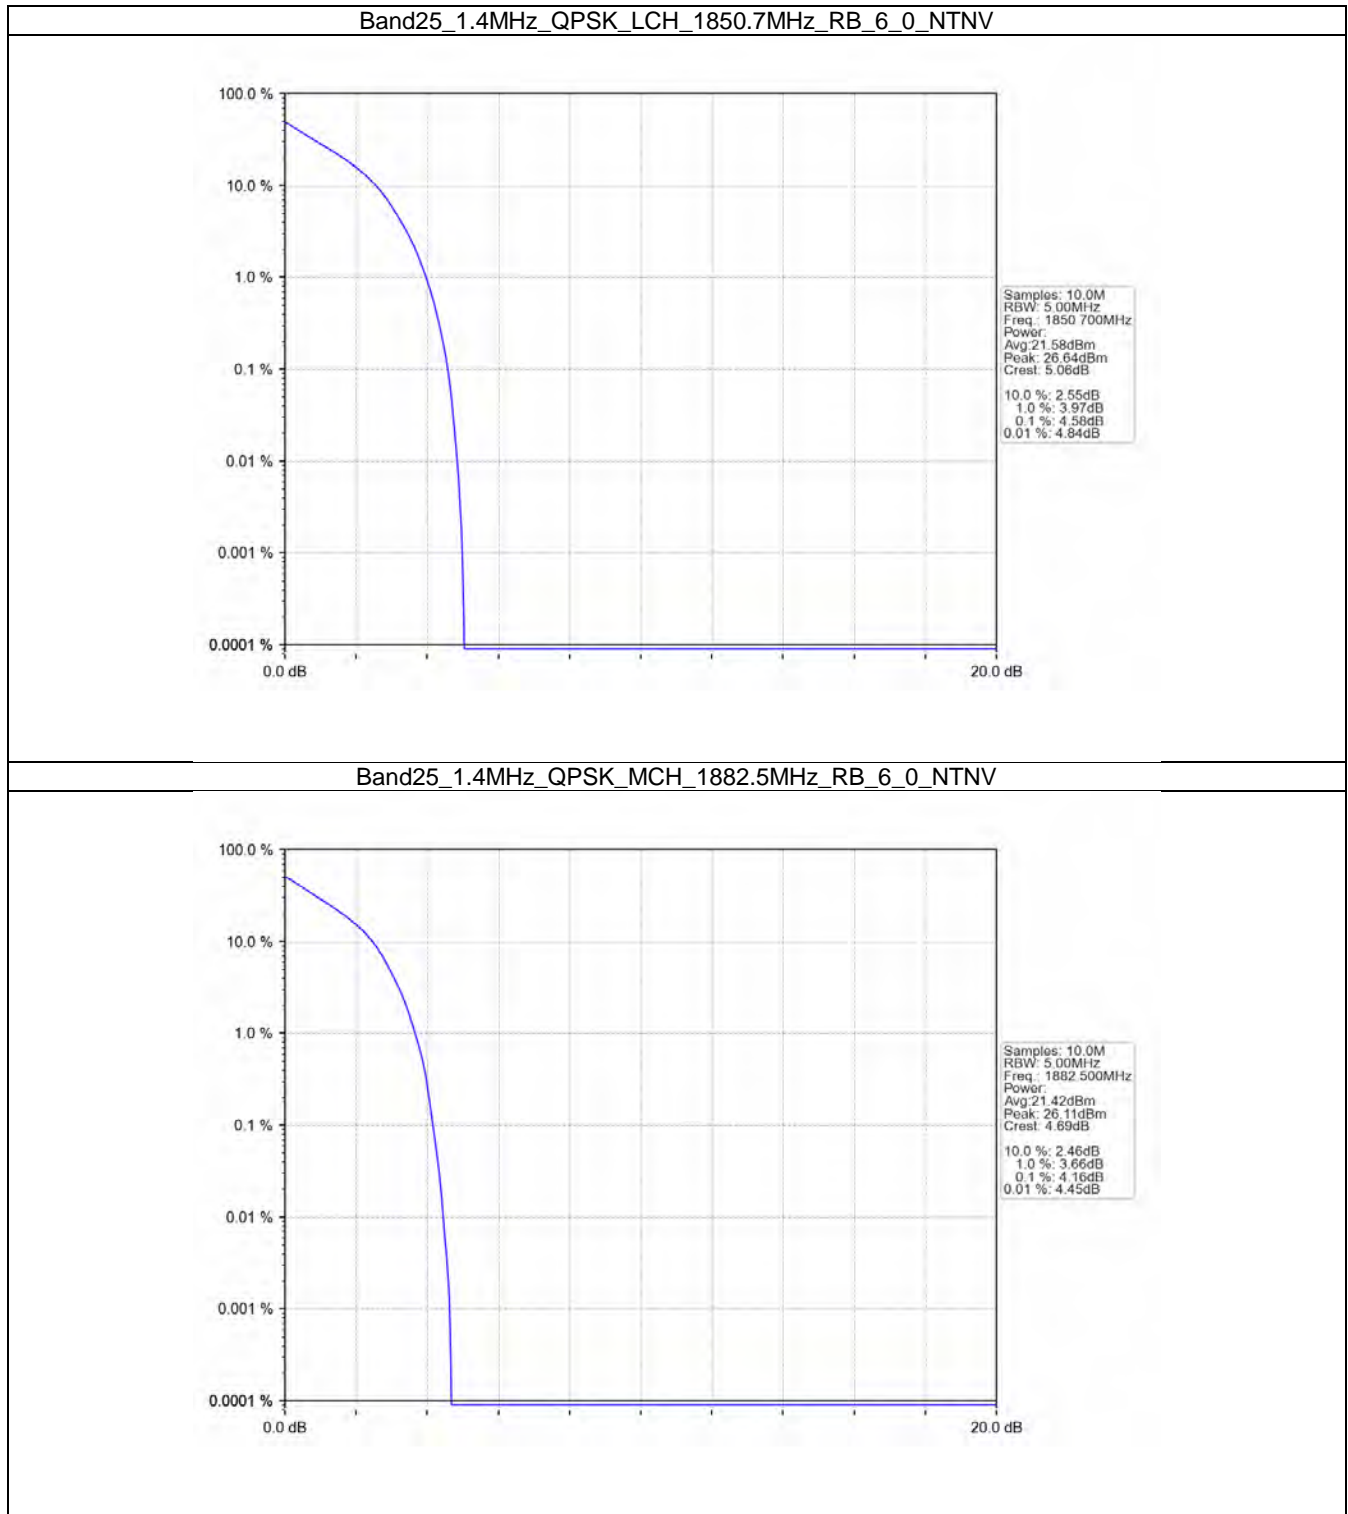 Band25_1.4MHz_QPSK_LCH_1850.7MHz_RB_6_0_NTNV
100.0 %
10.0 %
1.0 %
0.1 %
0.01 %
0.001 %
0.0001 %
0.0 dB
20.0 dB
Samples: 10.0M
RBW: 5.00MHz
Freq.: 1850.700MHz
Power:
Avg:21.58dBm
Peak: 26.64dBm
Crest: 5.06dB
10.0 %: 2.55dB
1.0 %: 3.97dB
0.1 %: 4.58dB
0.01 %: 4.84dB
Band25_1.4MHz_QPSK_MCH_1882.5MHz_RB_6_0_NTNV
100.0 %
10.0 %
1.0 %
0.1 %
0.01 %
0.001 %
0.0001 %
0.0 dB
20.0 dB
Samples: 10.0M
RBW: 5.00MHz
Freq.: 1882.500MHz
Power:
Avg:21.42dBm
Peak: 26.11dBm
Crest: 4.69dB
10.0 %: 2.46dB
1.0 %: 3.66dB
0.1 %: 4.16dB
0.01 %: 4.45dB